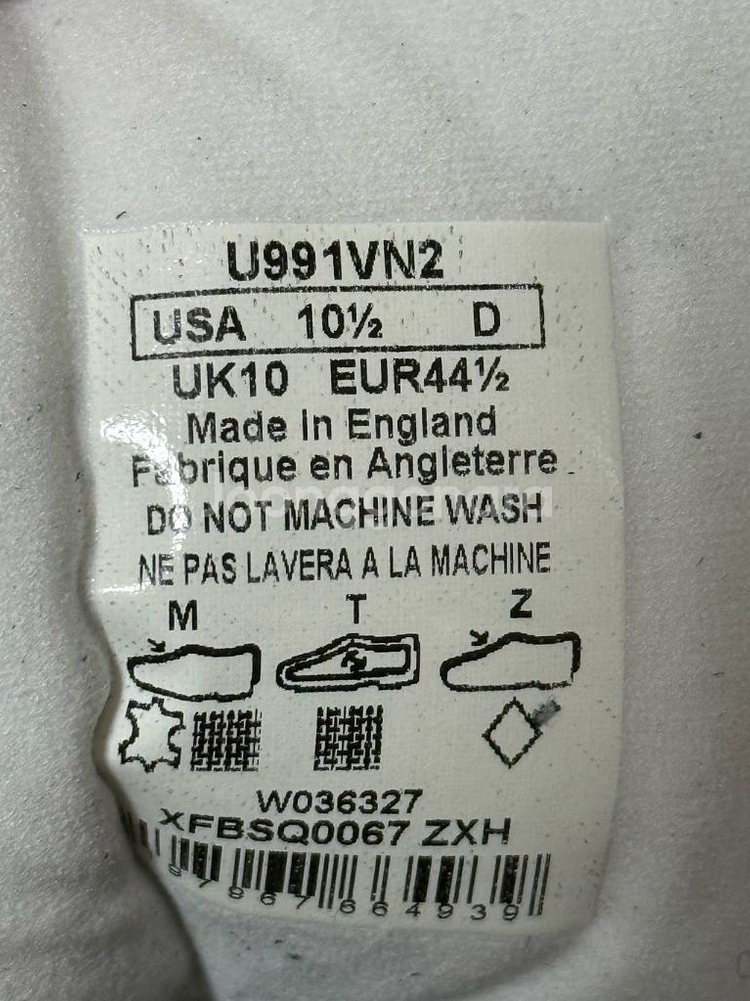 U991VN2
USA 10½ D
UK10 EUR44½
Made In England
Fabrique en Angleterre
DO NOT MACHINE WASH
NE PAS LAVERA A LA MACHINE
M T Z
W036327
XFBSQ0067 ZXH